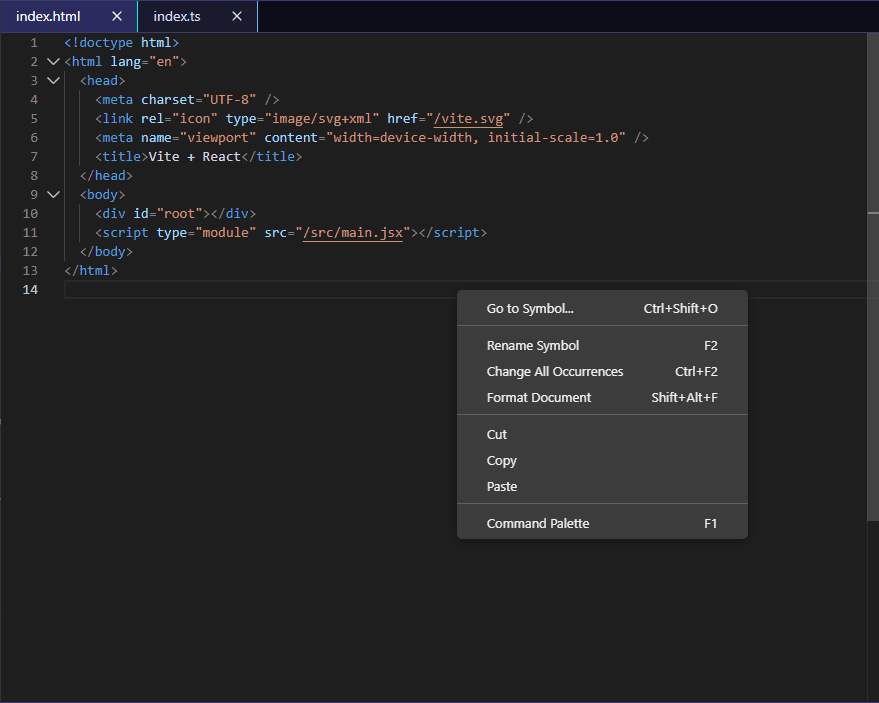 index.html index.ts
1 <!doctype html>
2 <html lang="en">
3 <head>
4 <meta charset="UTF-8" />
5 <link rel="icon" type="image/svg+xml" href="/vite.svg" />
6 <meta name="viewport" content="width=device-width, initial-scale=1.0" />
7 <title>Vite + React</title>
8 </head>
9 <body>
10 <div id="root"></div>
11 <script type="module" src="/src/main.jsx"></script>
12 </body>
13 </html>
14
Go to Symbol... Ctrl+Shift+O
Rename Symbol F2
Change All Occurrences Ctrl+F2
Format Document Shift+Alt+F
Cut
Copy
Paste
Command Palette F1